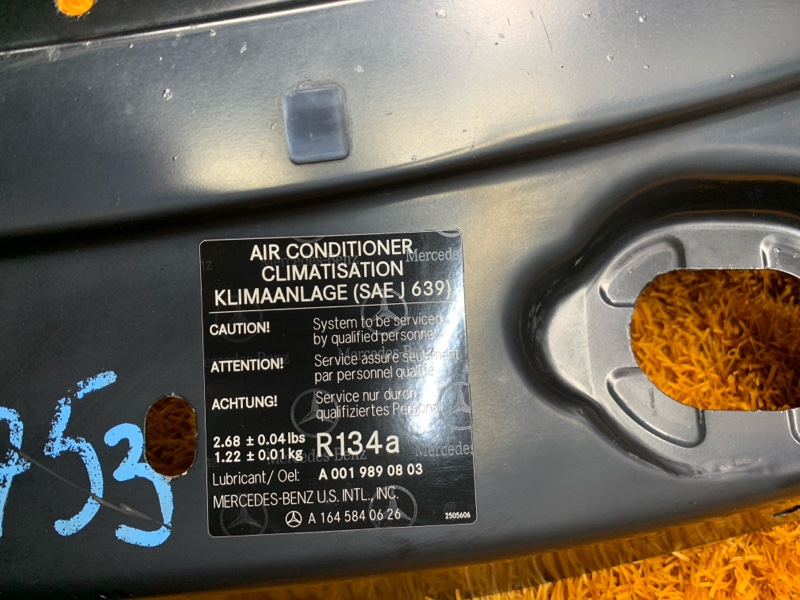 AIR CONDITIONER
CLIMATISATION
KLIMAANLAGE (SAE J 639)
CAUTION! System to be serviced
by qualified personnel
ATTENTION! Service assuré seulement
par personnel qualifié
ACHTUNG! Service nur durch
qualifiziertes Personal
2.68 ± 0.04 lbs
1.22 ± 0.01 kg R134a
Lubricant/ Oel: A 001 989 08 03
MERCEDES-BENZ U.S. INTL., INC.
A 164 584 06 26
2505606
53